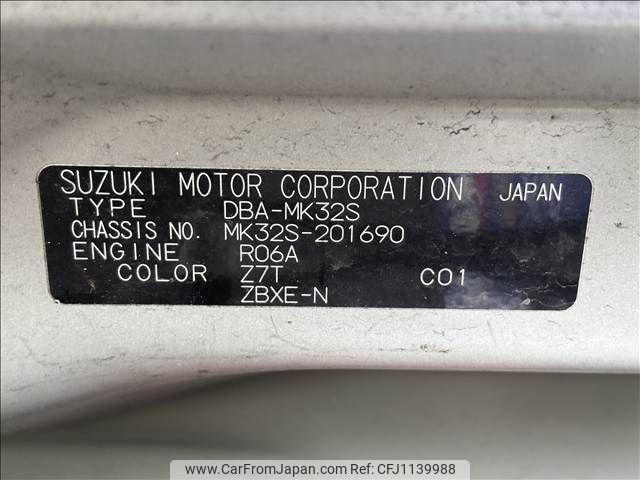 SUZUKI MOTOR CORPORATION JAPAN
TYPE DBA-MK32S
CHASSIS NO. MK32S-201690
ENGINE R06A
COLOR Z7T C01
ZBXE-N
www.CarFromJapan.com - CFJ1139988